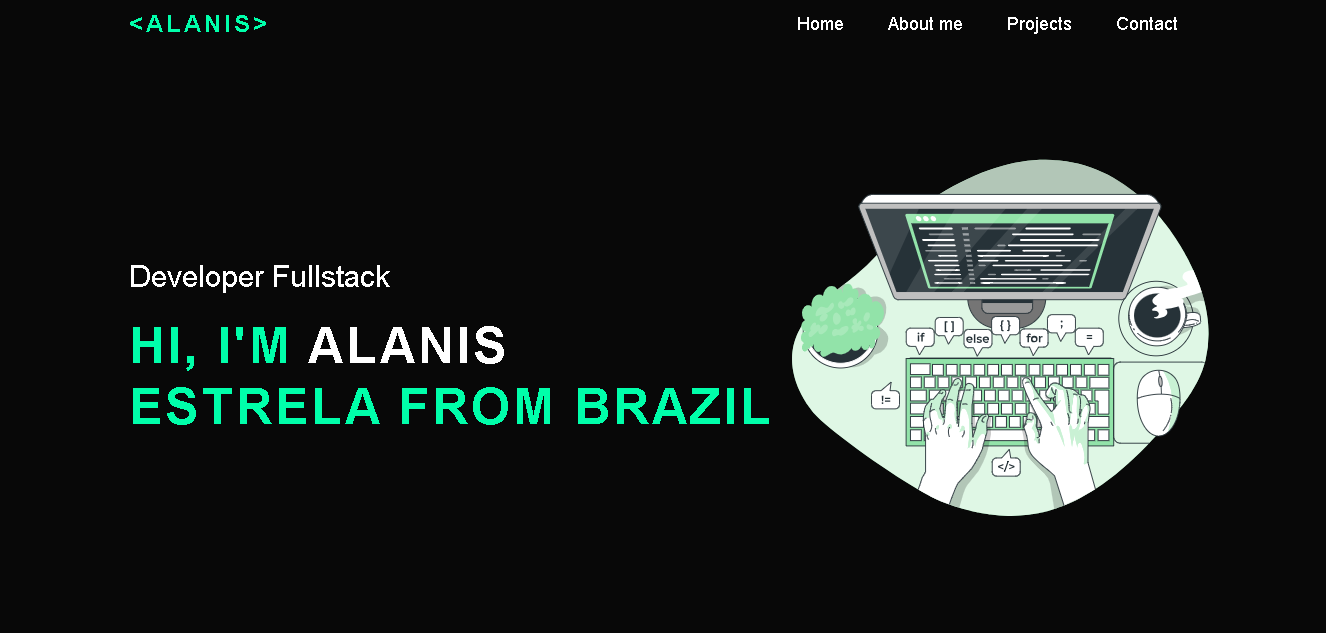 <ALANIS>
Home About me Projects Contact
Developer Fullstack
HI, I'M ALANIS
ESTRELA FROM BRAZIL
if [ ] else { } for ; =
!=
</>